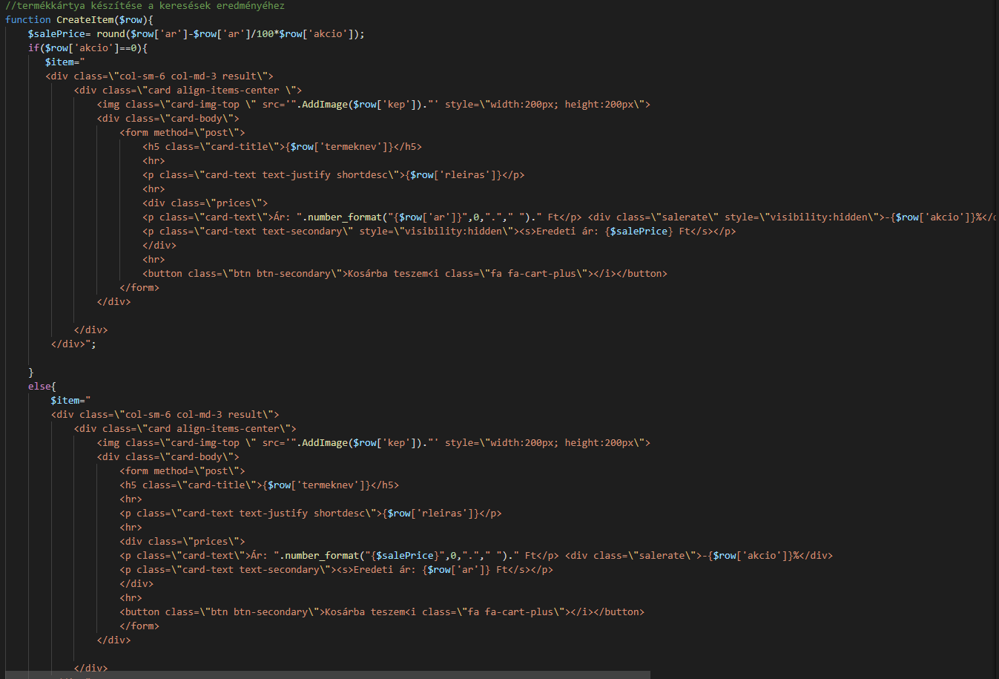 //termékkártya készítése a keresések eredményéhez
function CreateItem($row){
$salePrice= round($row['ar']-$row['ar']/100*$row['akcio']);
if($row['akcio']==0){
$item="
<div class=\"col-sm-6 col-md-3 result\">
<div class=\"card align-items-center \">
<img class=\"card-img-top \" src='".AddImage($row['kep'])."' style=\"width:200px; height:200px\">
<div class=\"card-body\">
<form method=\"post\">
<h5 class=\"card-title\">{$row['termeknev']}</h5>
<hr>
<p class=\"card-text text-justify shortdesc\">{$row['rleiras']}</p>
<hr>
<div class=\"prices\">
<p class=\"card-text\">Ár: ".number_format("{$row['ar']}",0,"."," ")." Ft</p> <div class=\"salerate\" style=\"visibility:hidden\">-{$row['akcio']}%</
<p class=\"card-text text-secondary\" style=\"visibility:hidden\"><s>Eredeti ár: {$salePrice} Ft</s></p>
</div>
<hr>
<button class=\"btn btn-secondary\">Kosárba teszem<i class=\"fa fa-cart-plus\"></i></button>
</form>
</div>
</div>
</div>";
}
else{
$item="
<div class=\"col-sm-6 col-md-3 result\">
<div class=\"card align-items-center\">
<img class=\"card-img-top \" src='".AddImage($row['kep'])."' style=\"width:200px; height:200px\">
<div class=\"card-body\">
<form method=\"post\">
<h5 class=\"card-title\">{$row['termeknev']}</h5>
<hr>
<p class=\"card-text text-justify shortdesc\">{$row['rleiras']}</p>
<hr>
<div class=\"prices\">
<p class=\"card-text\">Ár: ".number_format("{$salePrice}",0,"."," ")." Ft</p> <div class=\"salerate\">-{$row['akcio']}%</div>
<p class=\"card-text text-secondary\"><s>Eredeti ár: {$row['ar']} Ft</s></p>
</div>
<hr>
<button class=\"btn btn-secondary\">Kosárba teszem<i class=\"fa fa-cart-plus\"></i></button>
</form>
</div>
</div>